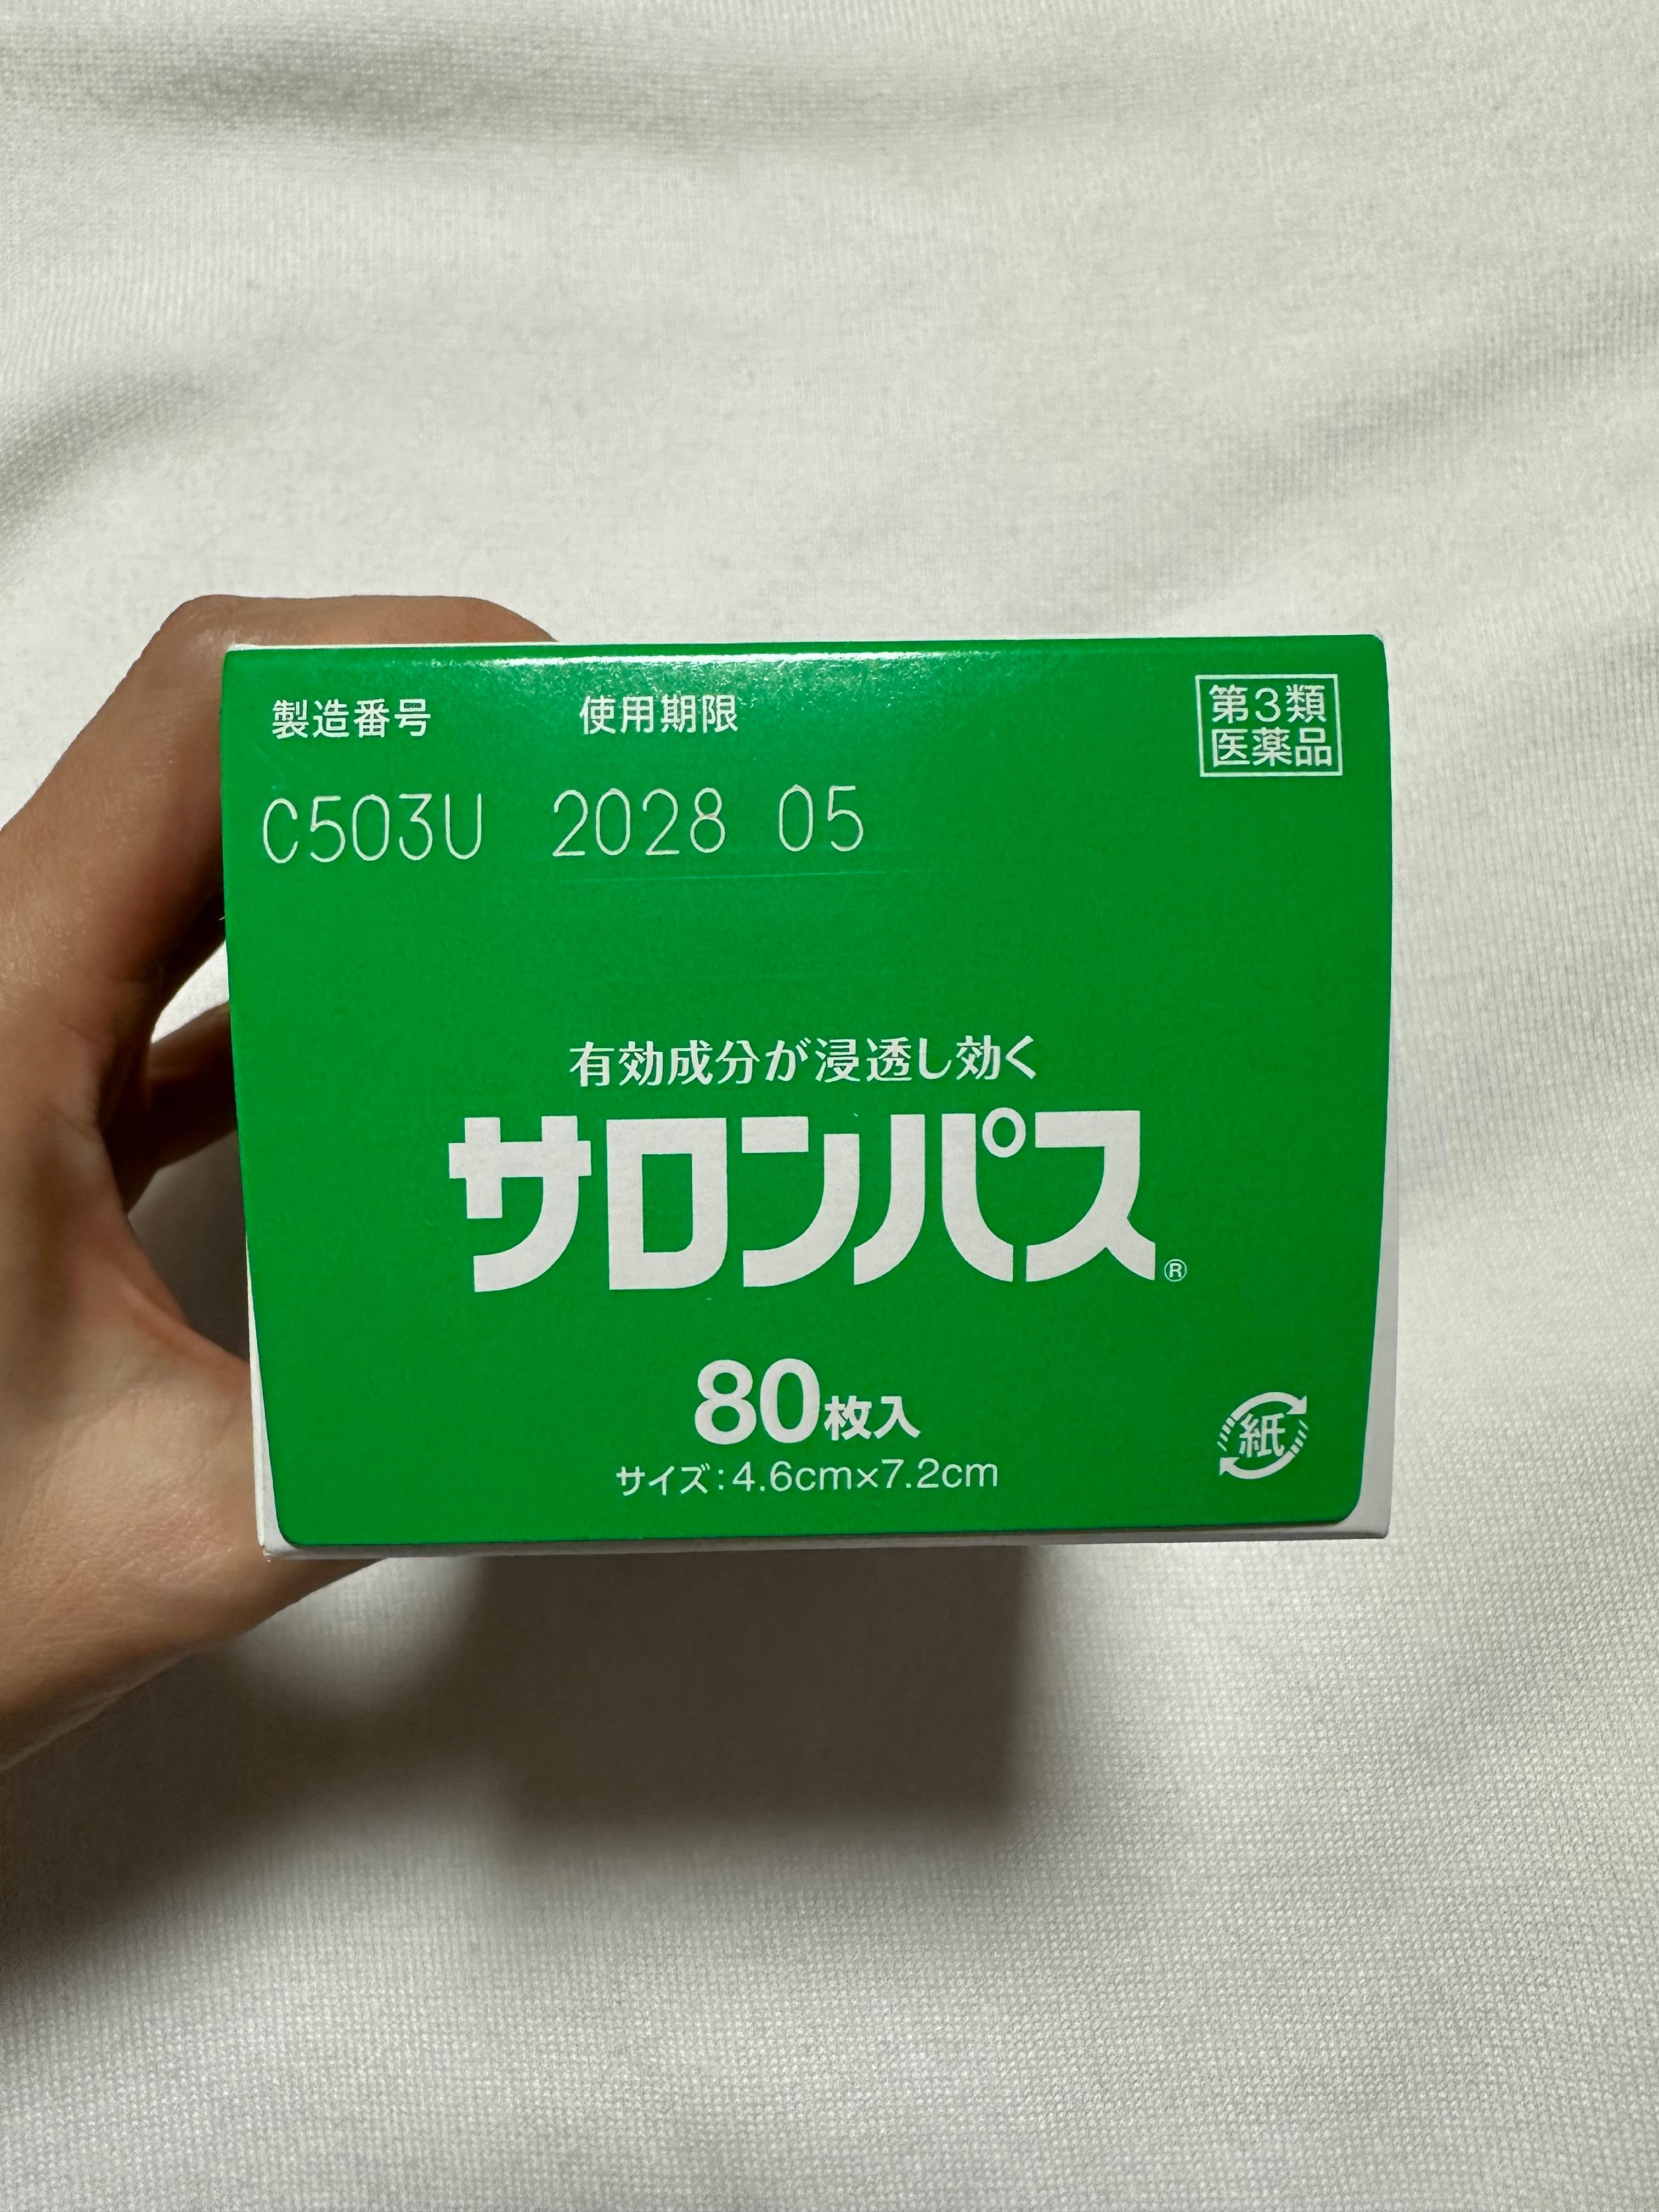 製造番号 使用期限
C503U 2028 05
第3類
医薬品
有効成分が浸透し効く
サロンパス®
80枚入
サイズ:4.6cm×7.2cm
紙